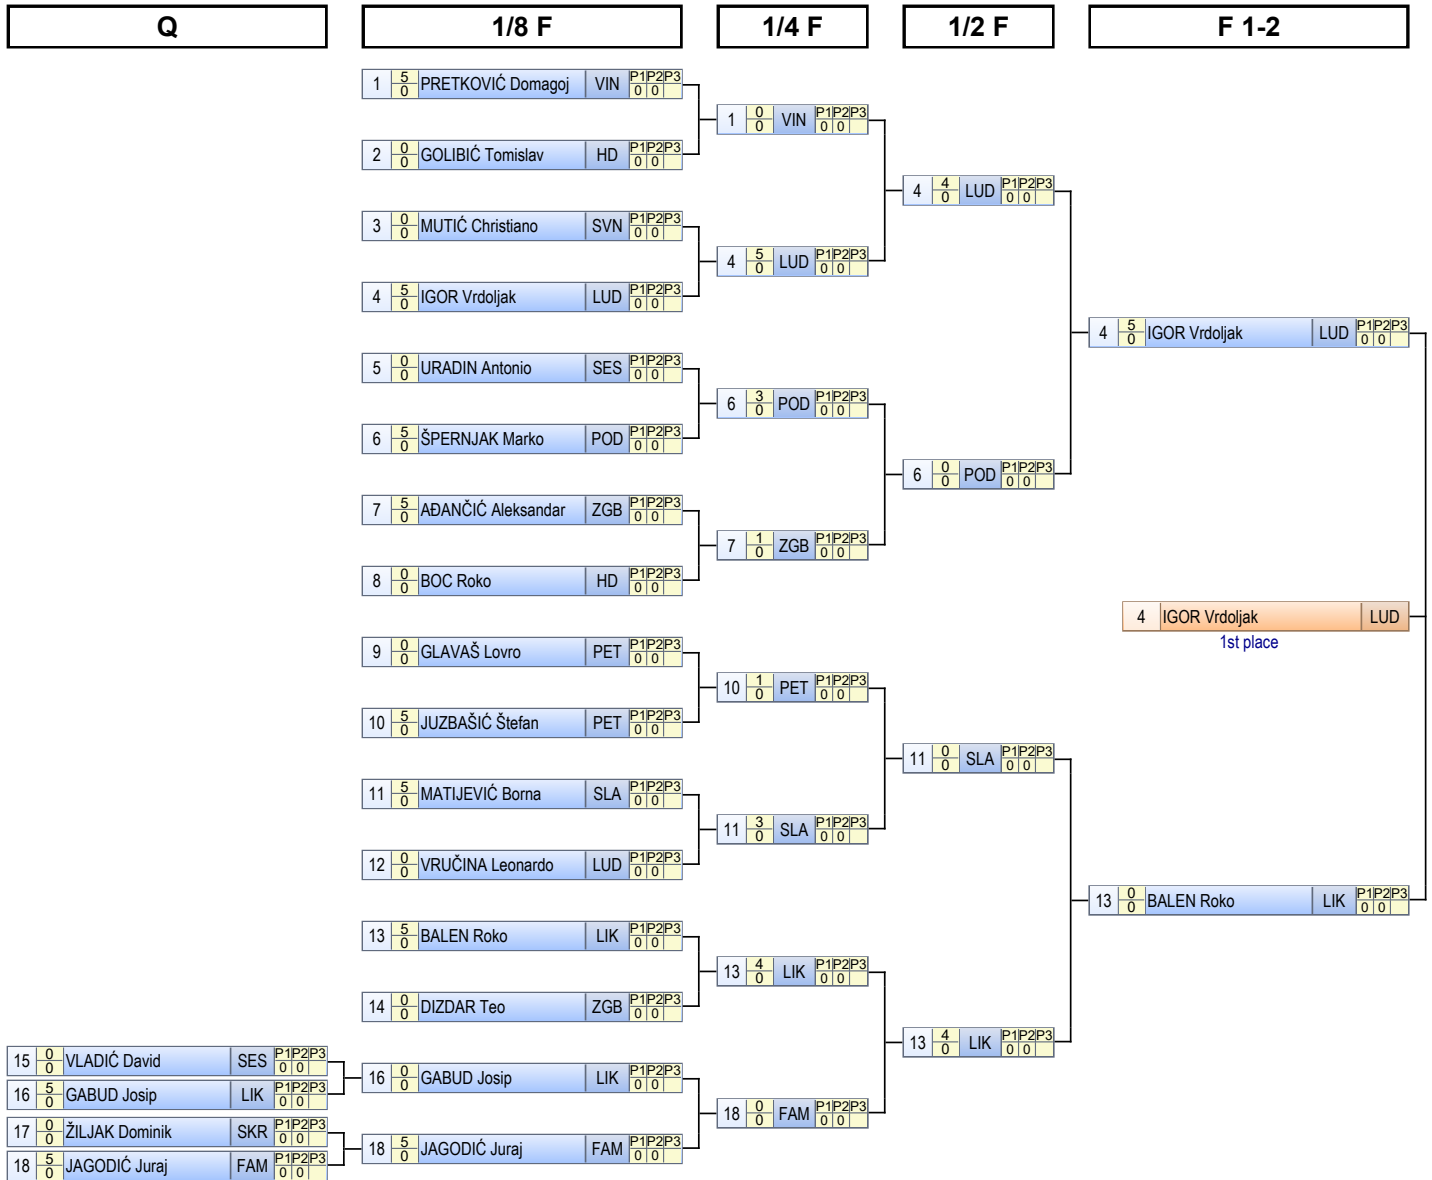 Q
1/8 F
1/4 F
1/2 F
F 1-2
1 5 0 PRETKOVIĆ Domagoj VIN P1 P2 P3 0 0
1 0 0 VIN P1 P2 P3 0 0
2 0 0 GOLIBIĆ Tomislav HD P1 P2 P3 0 0
4 4 0 LUD P1 P2 P3 0 0
3 0 0 MUTIĆ Christiano SVN P1 P2 P3 0 0
4 5 0 LUD P1 P2 P3 0 0
4 5 0 IGOR Vrdoljak LUD P1 P2 P3 0 0
4 5 0 IGOR Vrdoljak LUD P1 P2 P3 0 0
5 0 0 URADIN Antonio SES P1 P2 P3 0 0
6 3 0 POD P1 P2 P3 0 0
6 5 0 ŠPERNJAK Marko POD P1 P2 P3 0 0
6 0 0 POD P1 P2 P3 0 0
7 5 0 AĐANČIĆ Aleksandar ZGB P1 P2 P3 0 0
7 1 0 ZGB P1 P2 P3 0 0
8 0 0 BOC Roko HD P1 P2 P3 0 0
4 IGOR Vrdoljak LUD
1st place
9 0 0 GLAVAŠ Lovro PET P1 P2 P3 0 0
10 1 0 PET P1 P2 P3 0 0
10 5 0 JUZBAŠIĆ Štefan PET P1 P2 P3 0 0
11 0 0 SLA P1 P2 P3 0 0
11 5 0 MATIJEVIĆ Borna SLA P1 P2 P3 0 0
11 3 0 SLA P1 P2 P3 0 0
12 0 0 VRUČINA Leonardo LUD P1 P2 P3 0 0
13 0 0 BALEN Roko LIK P1 P2 P3 0 0
13 5 0 BALEN Roko LIK P1 P2 P3 0 0
13 4 0 LIK P1 P2 P3 0 0
14 0 0 DIZDAR Teo ZGB P1 P2 P3 0 0
13 4 0 LIK P1 P2 P3 0 0
15 0 0 VLADIĆ David SES P1 P2 P3 0 0
16 0 0 GABUD Josip LIK P1 P2 P3 0 0
16 5 0 GABUD Josip LIK P1 P2 P3 0 0
18 0 0 FAM P1 P2 P3 0 0
17 0 0 ŽILJAK Dominik SKR P1 P2 P3 0 0
18 5 0 JAGODIĆ Juraj FAM P1 P2 P3 0 0
18 5 0 JAGODIĆ Juraj FAM P1 P2 P3 0 0